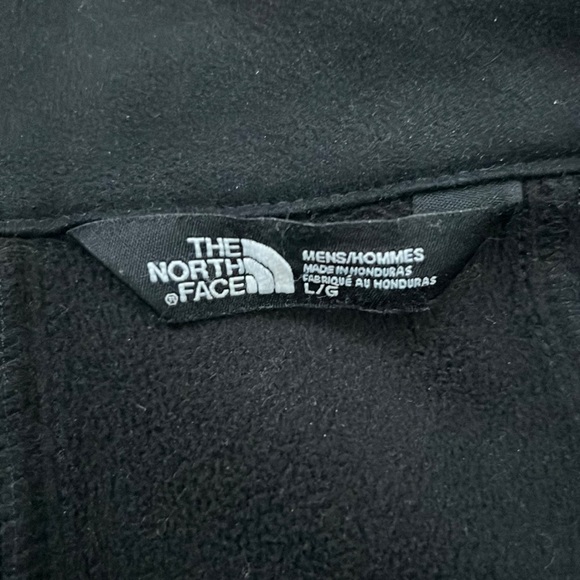 THE
NORTH
® FACE
MENS/HOMMES
MADE IN HONDURAS
FABRIQUÉ AU HONDURAS
L/G